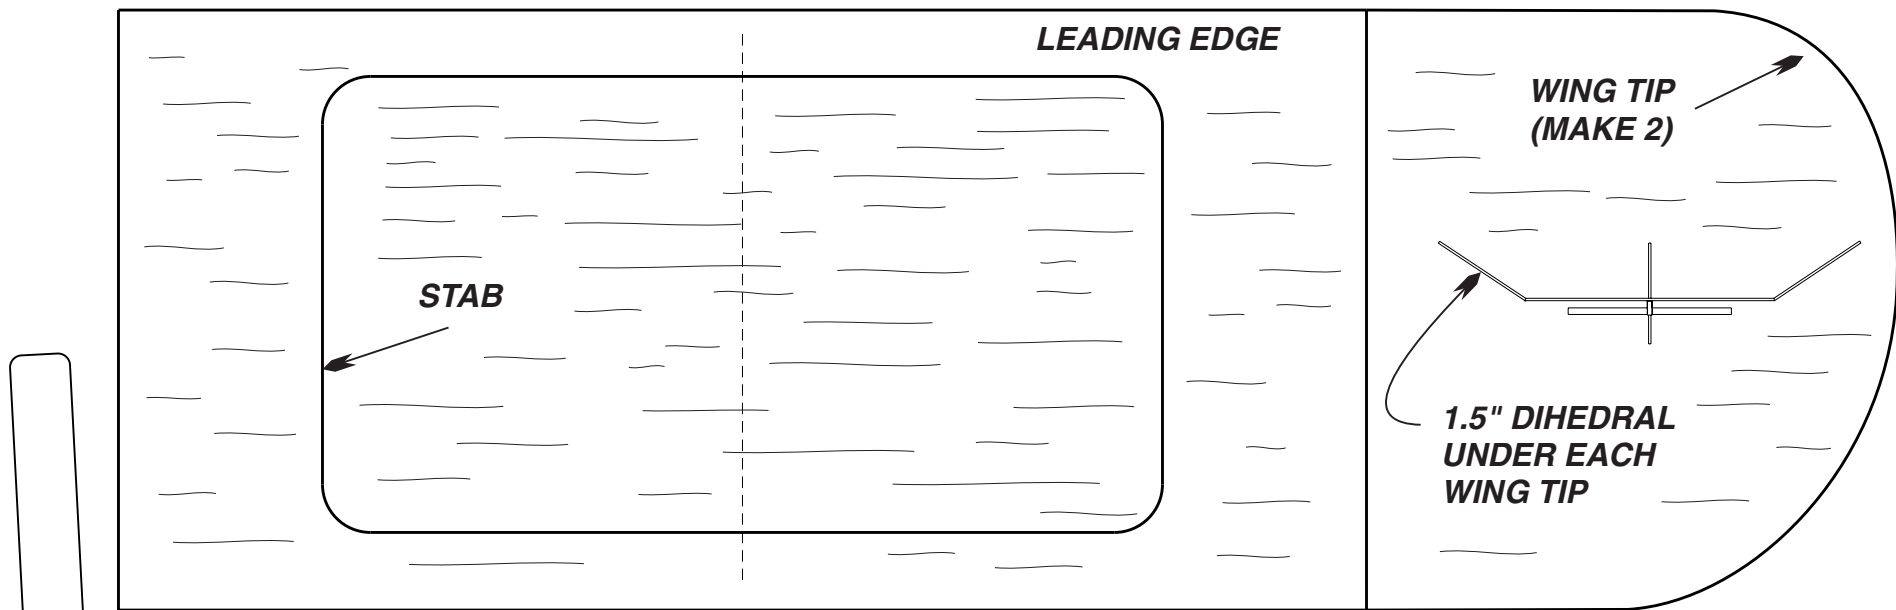 LEADING EDGE
WING TIP
(MAKE 2)
STAB
1.5" DIHEDRAL
UNDER EACH
WING TIP